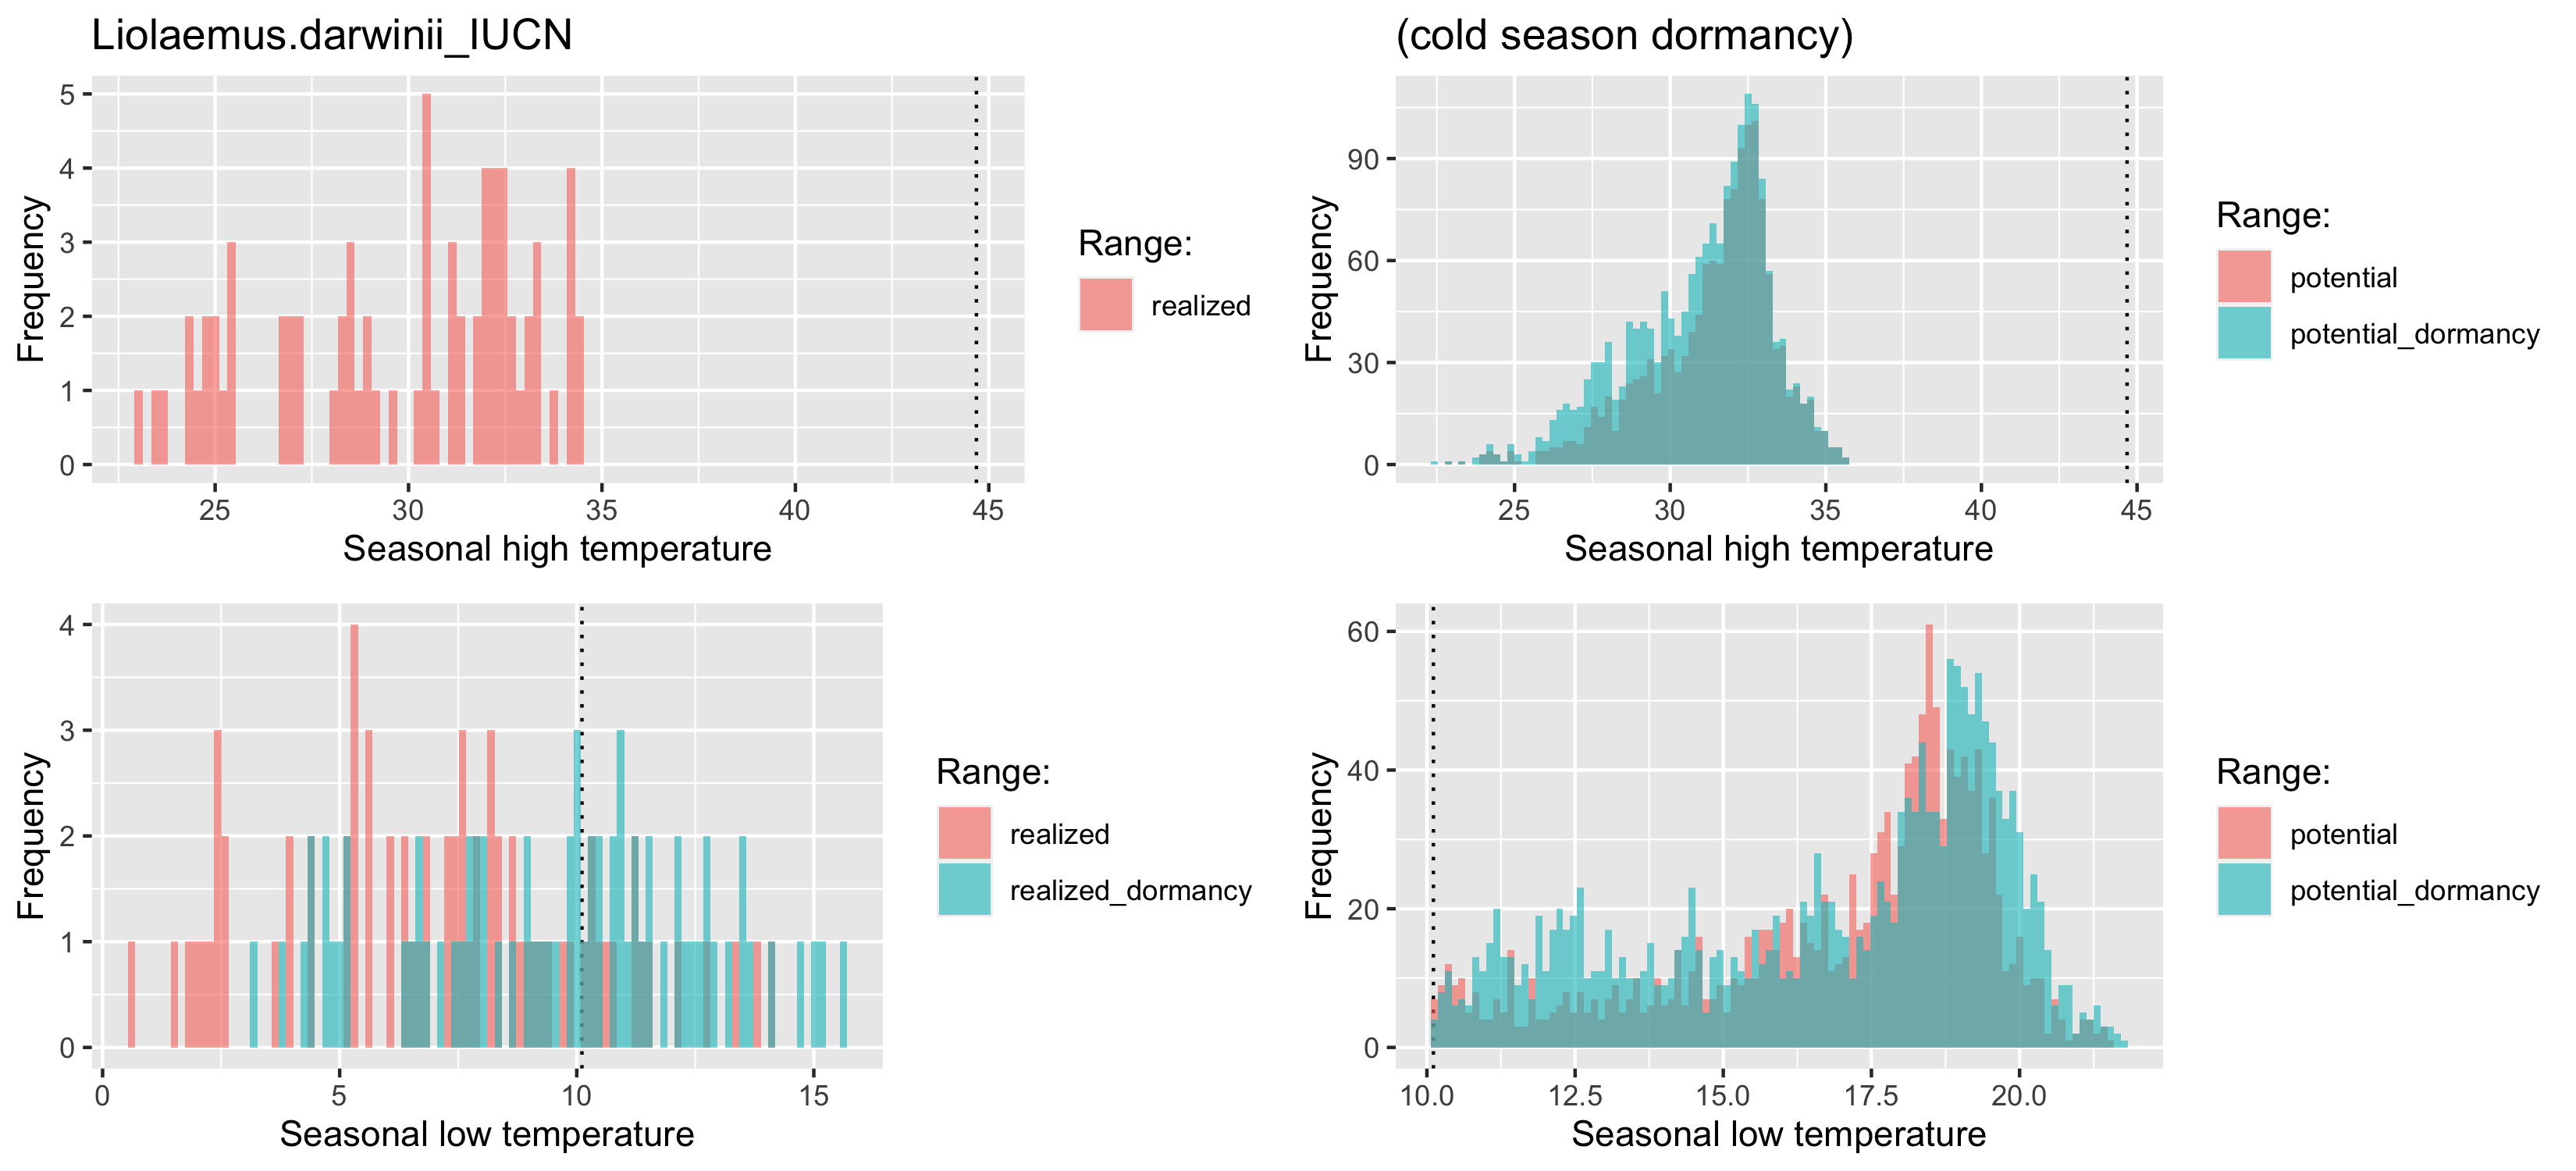 Liolaemus.darwinii_IUCN
(cold season dormancy)
Frequency
5
4
3
2
1
0
25
30
35
40
45
Seasonal high temperature
Range:
realized
Frequency
90
60
30
0
25
30
35
40
45
Seasonal high temperature
Range:
potential
potential_dormancy
Frequency
4
3
2
1
0
0
5
10
15
Seasonal low temperature
Range:
realized
realized_dormancy
Frequency
60
40
20
0
10.0
12.5
15.0
17.5
20.0
Seasonal low temperature
Range:
potential
potential_dormancy